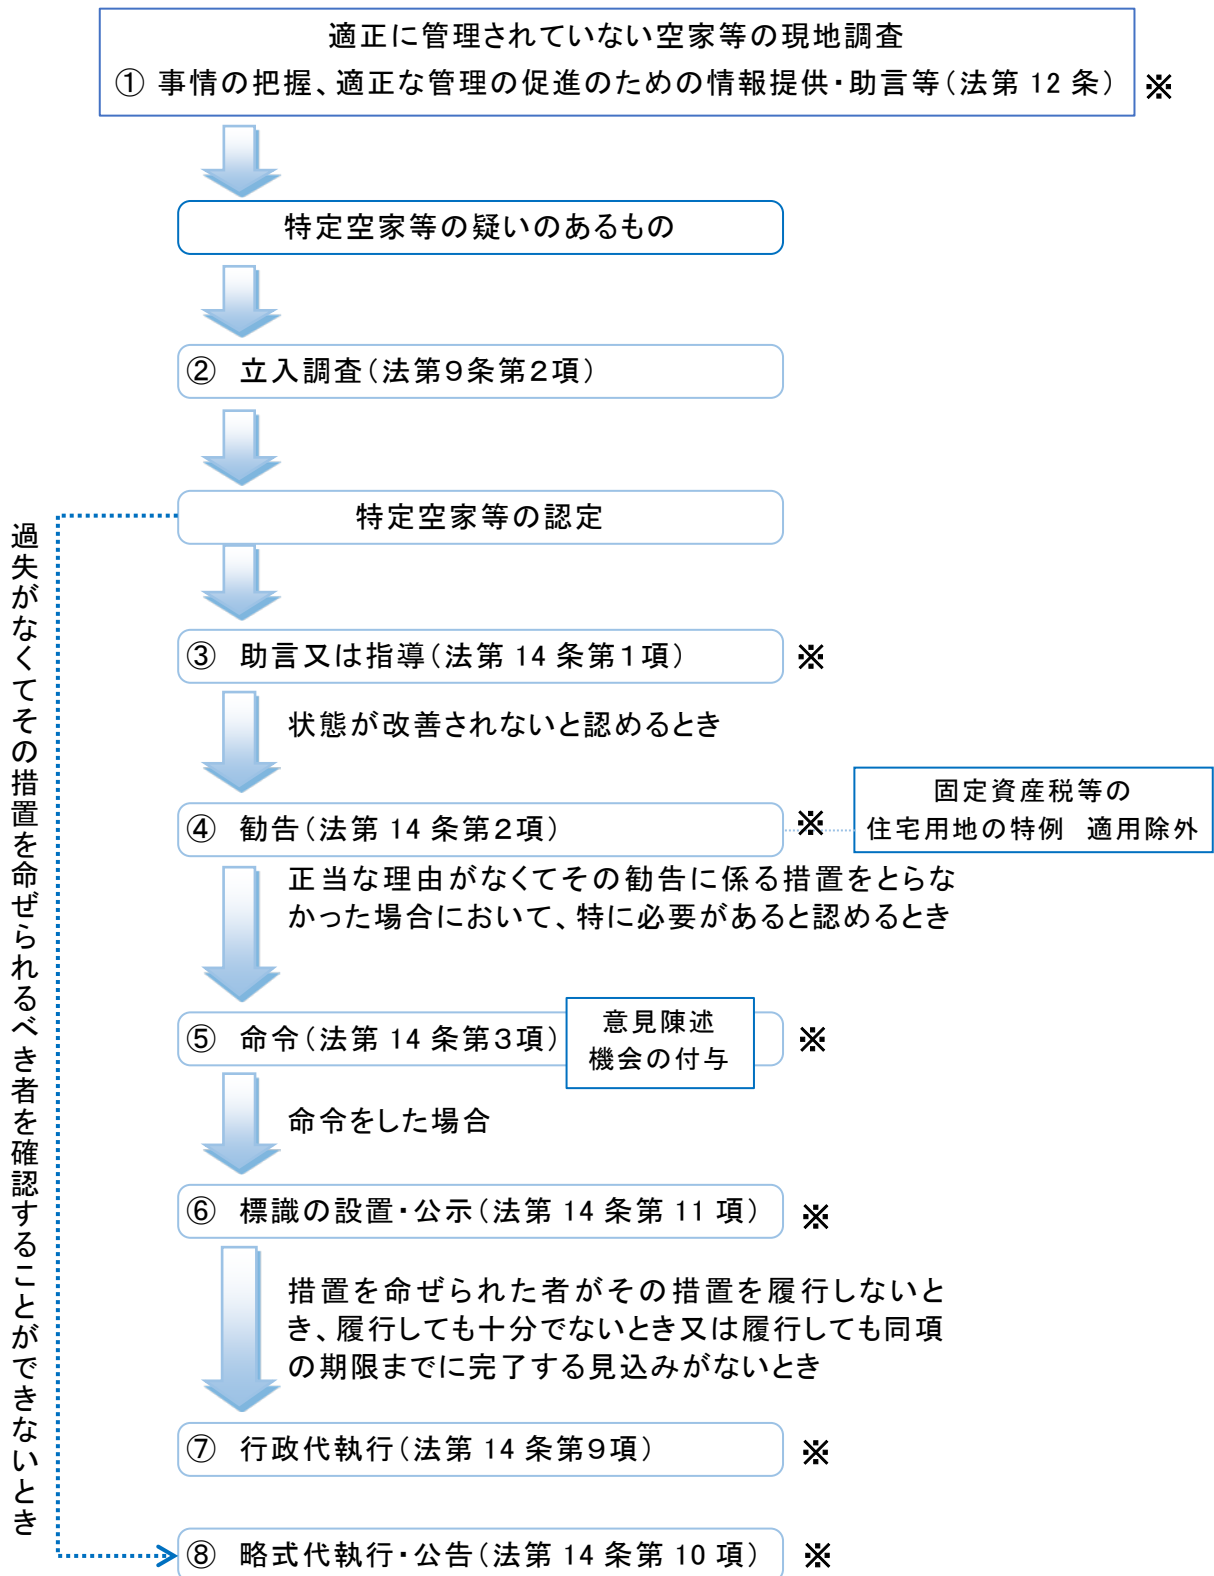 適正に管理されていない空家等の現地調査
① 事情の把握、適正な管理の促進のための情報提供・助言等（法第 12 条） ※
特定空家等の疑いのあるもの
② 立入調査（法第９条第２項）
特定空家等の認定
③ 助言又は指導（法第 14 条第１項） ※
状態が改善されないと認めるとき
④ 勧告（法第 14 条第２項） ※
固定資産税等の
住宅用地の特例 適用除外
正当な理由がなくてその勧告に係る措置をとらな
かった場合において、特に必要があると認めるとき
⑤ 命令（法第 14 条第３項） ※
意見陳述
機会の付与
命令をした場合
⑥ 標識の設置・公示（法第 14 条第 11 項） ※
措置を命ぜられた者がその措置を履行しないと
き、履行しても十分でないとき又は履行しても同項
の期限までに完了する見込みがないとき
⑦ 行政代執行（法第 14 条第９項） ※
⑧ 略式代執行・公告（法第 14 条第 10 項） ※
過失がなくてその措置を命ぜられるべき者を確認することができないとき